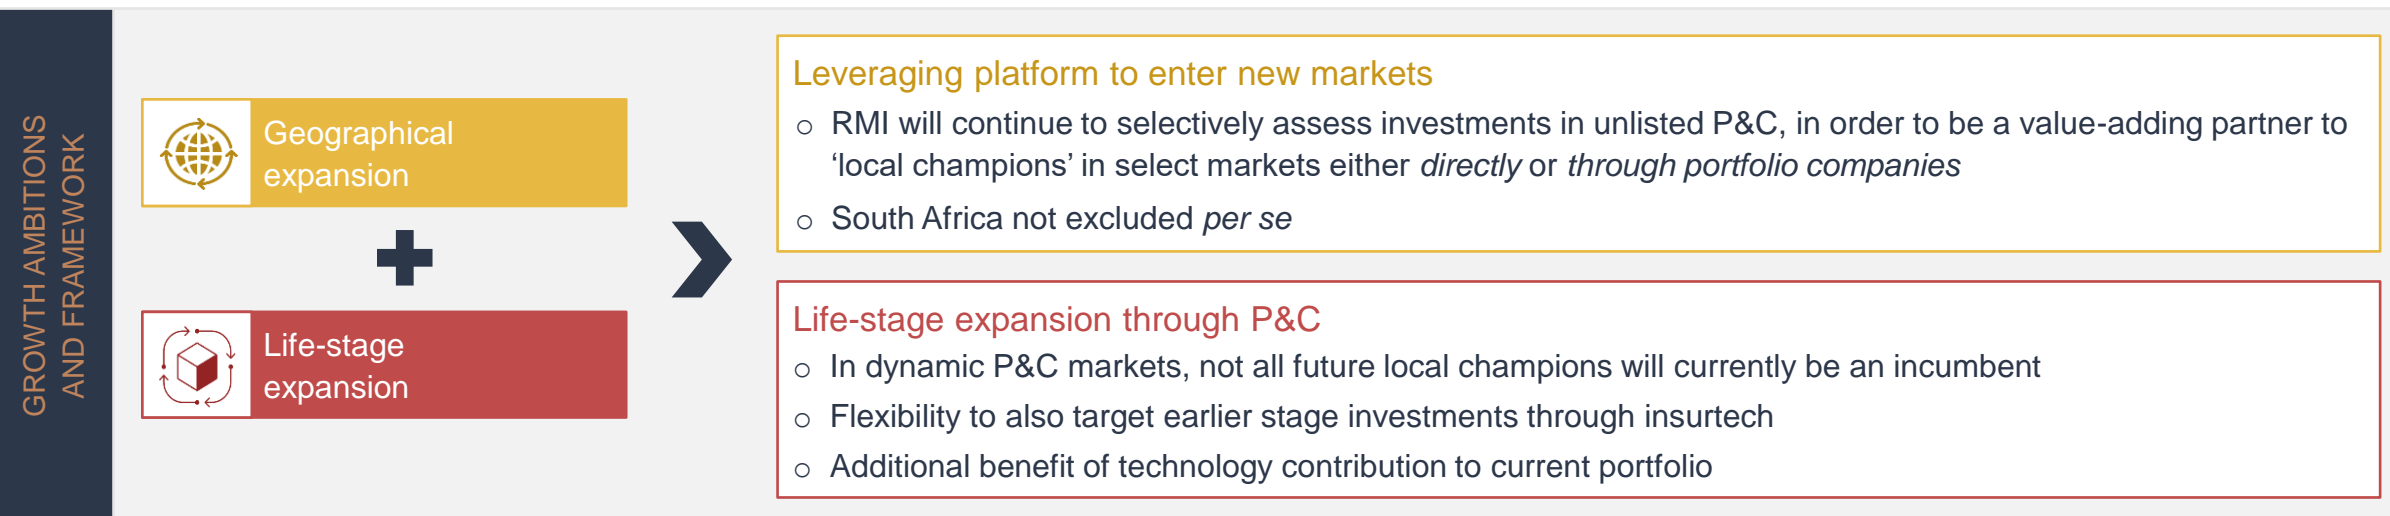 GROWTH AMBITIONS
AND FRAMEWORK
Geographical
expansion
Life-stage
expansion
Leveraging platform to enter new markets
○ RMI will continue to selectively assess investments in unlisted P&C, in order to be a value-adding partner to
‘local champions’ in select markets either directly or through portfolio companies
○ South Africa not excluded per se
Life-stage expansion through P&C
○ In dynamic P&C markets, not all future local champions will currently be an incumbent
○ Flexibility to also target earlier stage investments through insurtech
○ Additional benefit of technology contribution to current portfolio